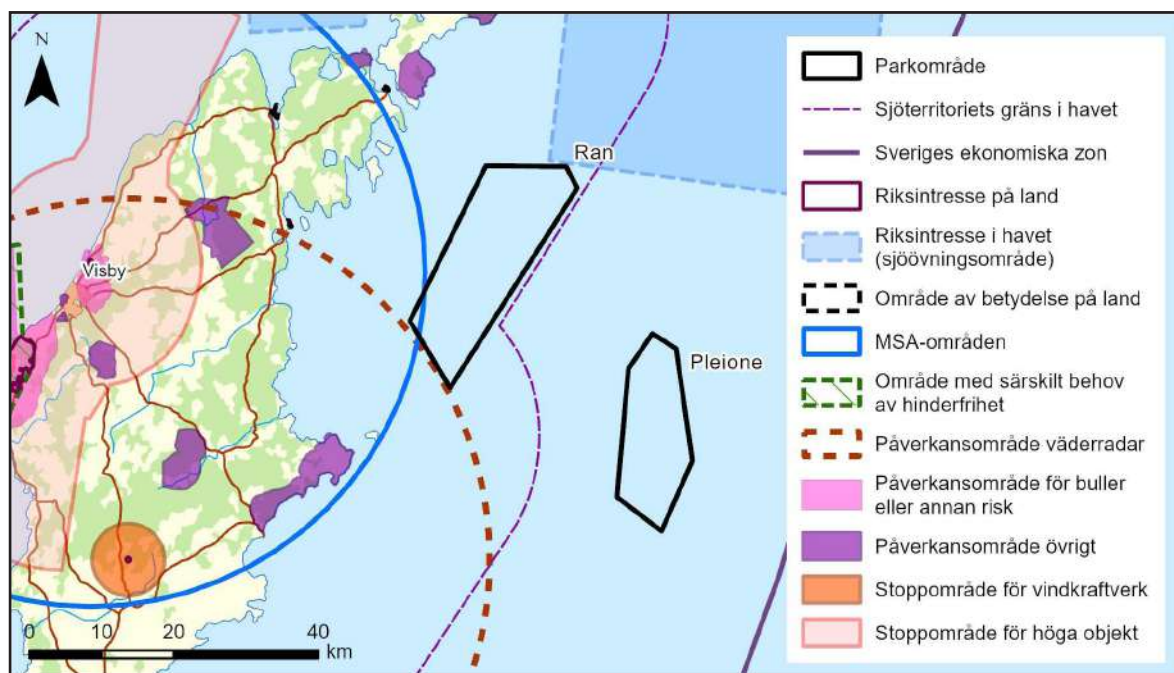 N
Ran
Visby
Pleione
0 10 20 40
km
Parkområde
Sjöterritoriets gräns i havet
Sveriges ekonomiska zon
Riksintresse på land
Riksintresse i havet
(sjöövningsområde)
Område av betydelse på land
MSA-områden
Område med särskilt behov
av hinderfrihet
Påverkansområde väderradar
Påverkansområde för buller
eller annan risk
Påverkansområde övrigt
Stoppområde för vindkraftverk
Stoppområde för höga objekt